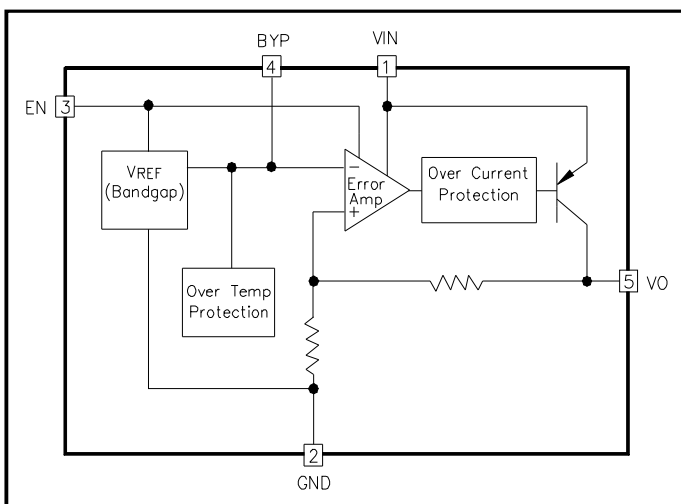 BYP
VIN
4
1
EN
3
VREF
(Bandgap)
−
Error
Amp
+
Over Current
Protection
Over Temp
Protection
5
VO
2
GND